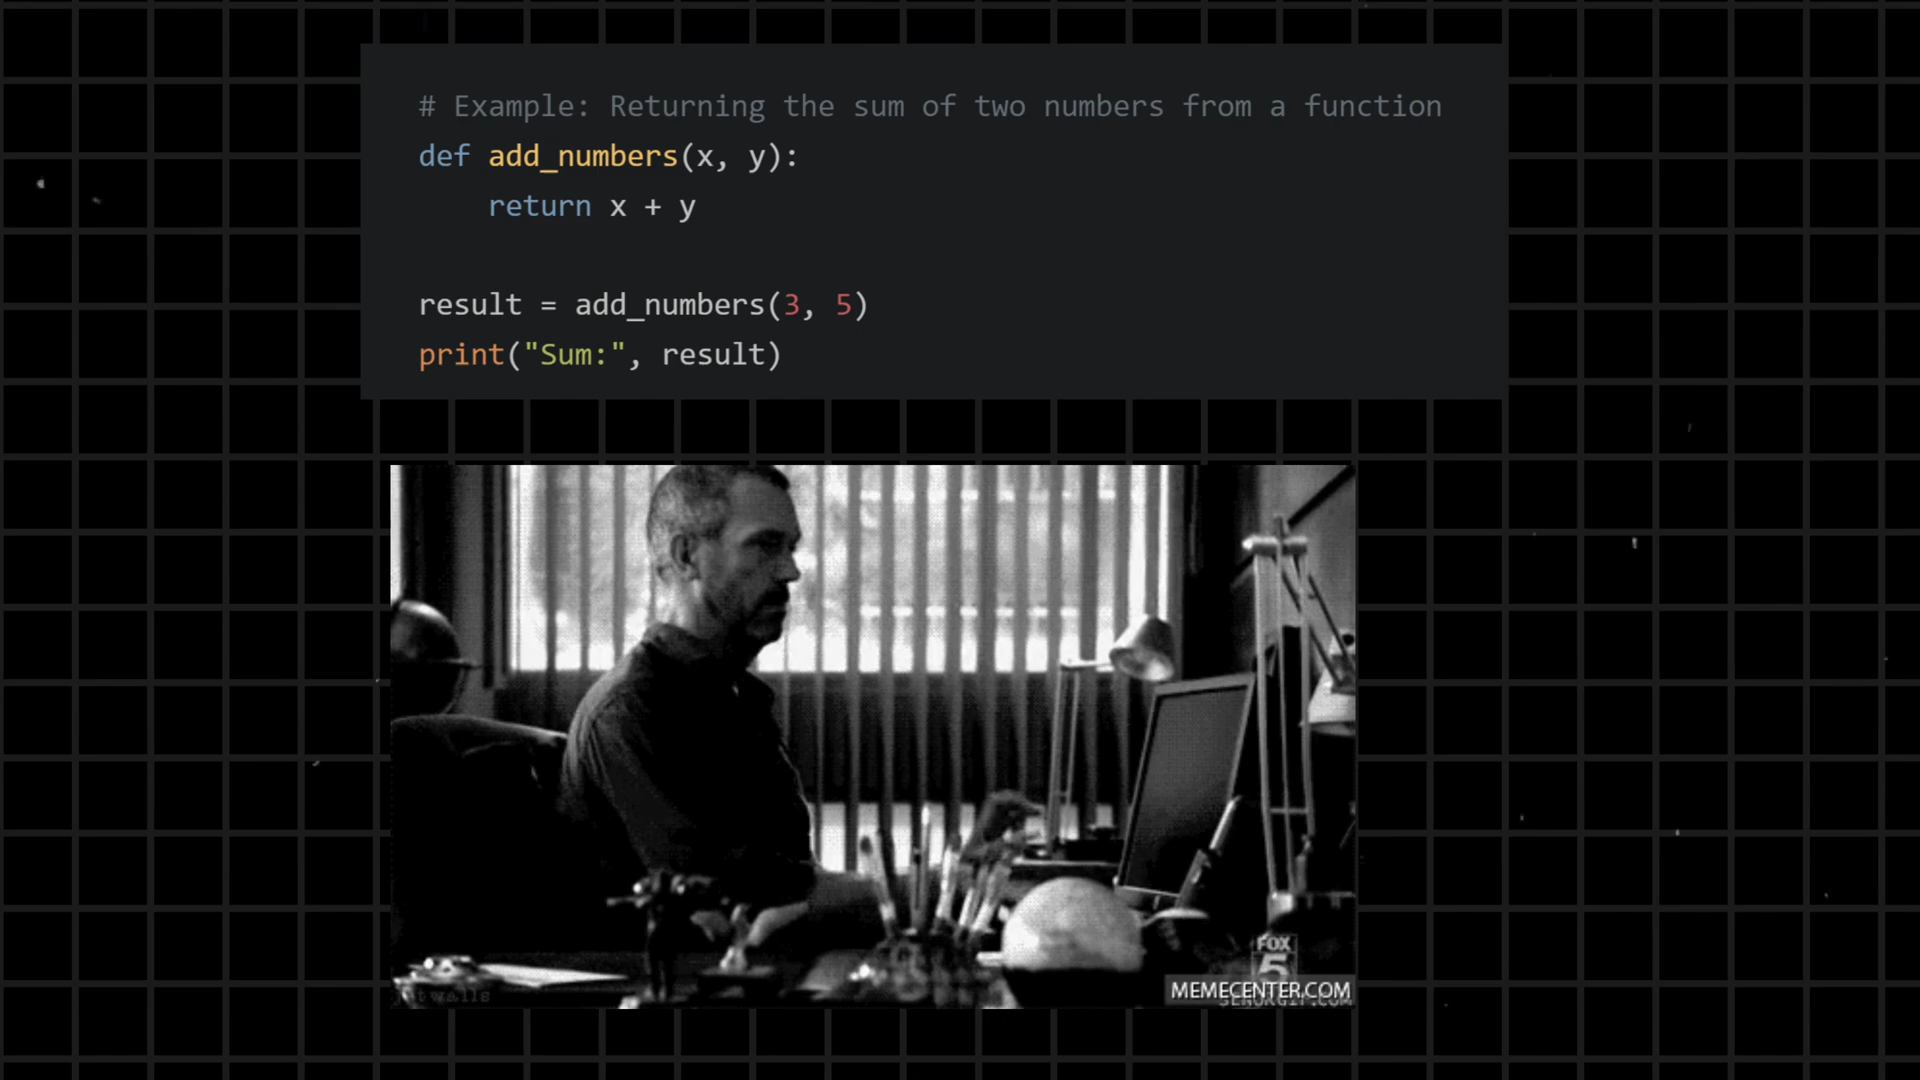 # Example: Returning the sum of two numbers from a function
def add_numbers(x, y):
    return x + y

result = add_numbers(3, 5)
print("Sum:", result)
FOX
5
MEMECENTER.COM